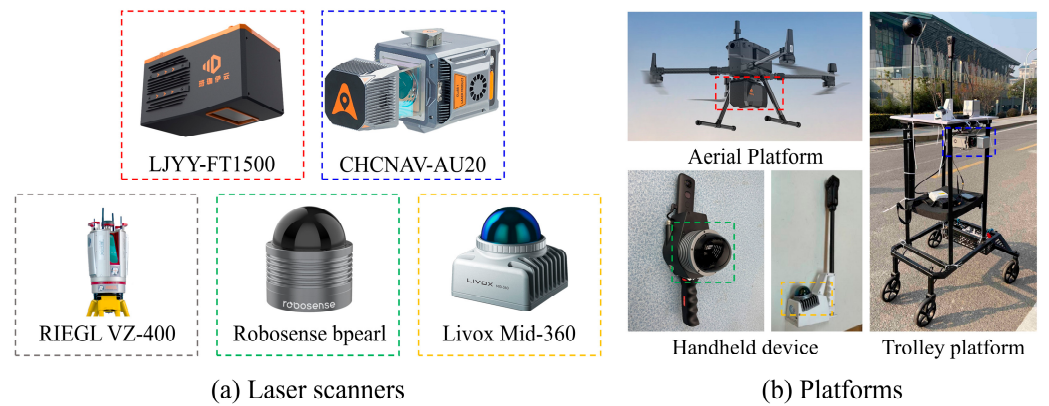 LJYY-FT1500
CHCNAV-AU20
RIEGL VZ-400
robosense
Robosense bpearl
LIVOX
Livox Mid-360
(a) Laser scanners
Aerial Platform
Handheld device
Trolley platform
(b) Platforms